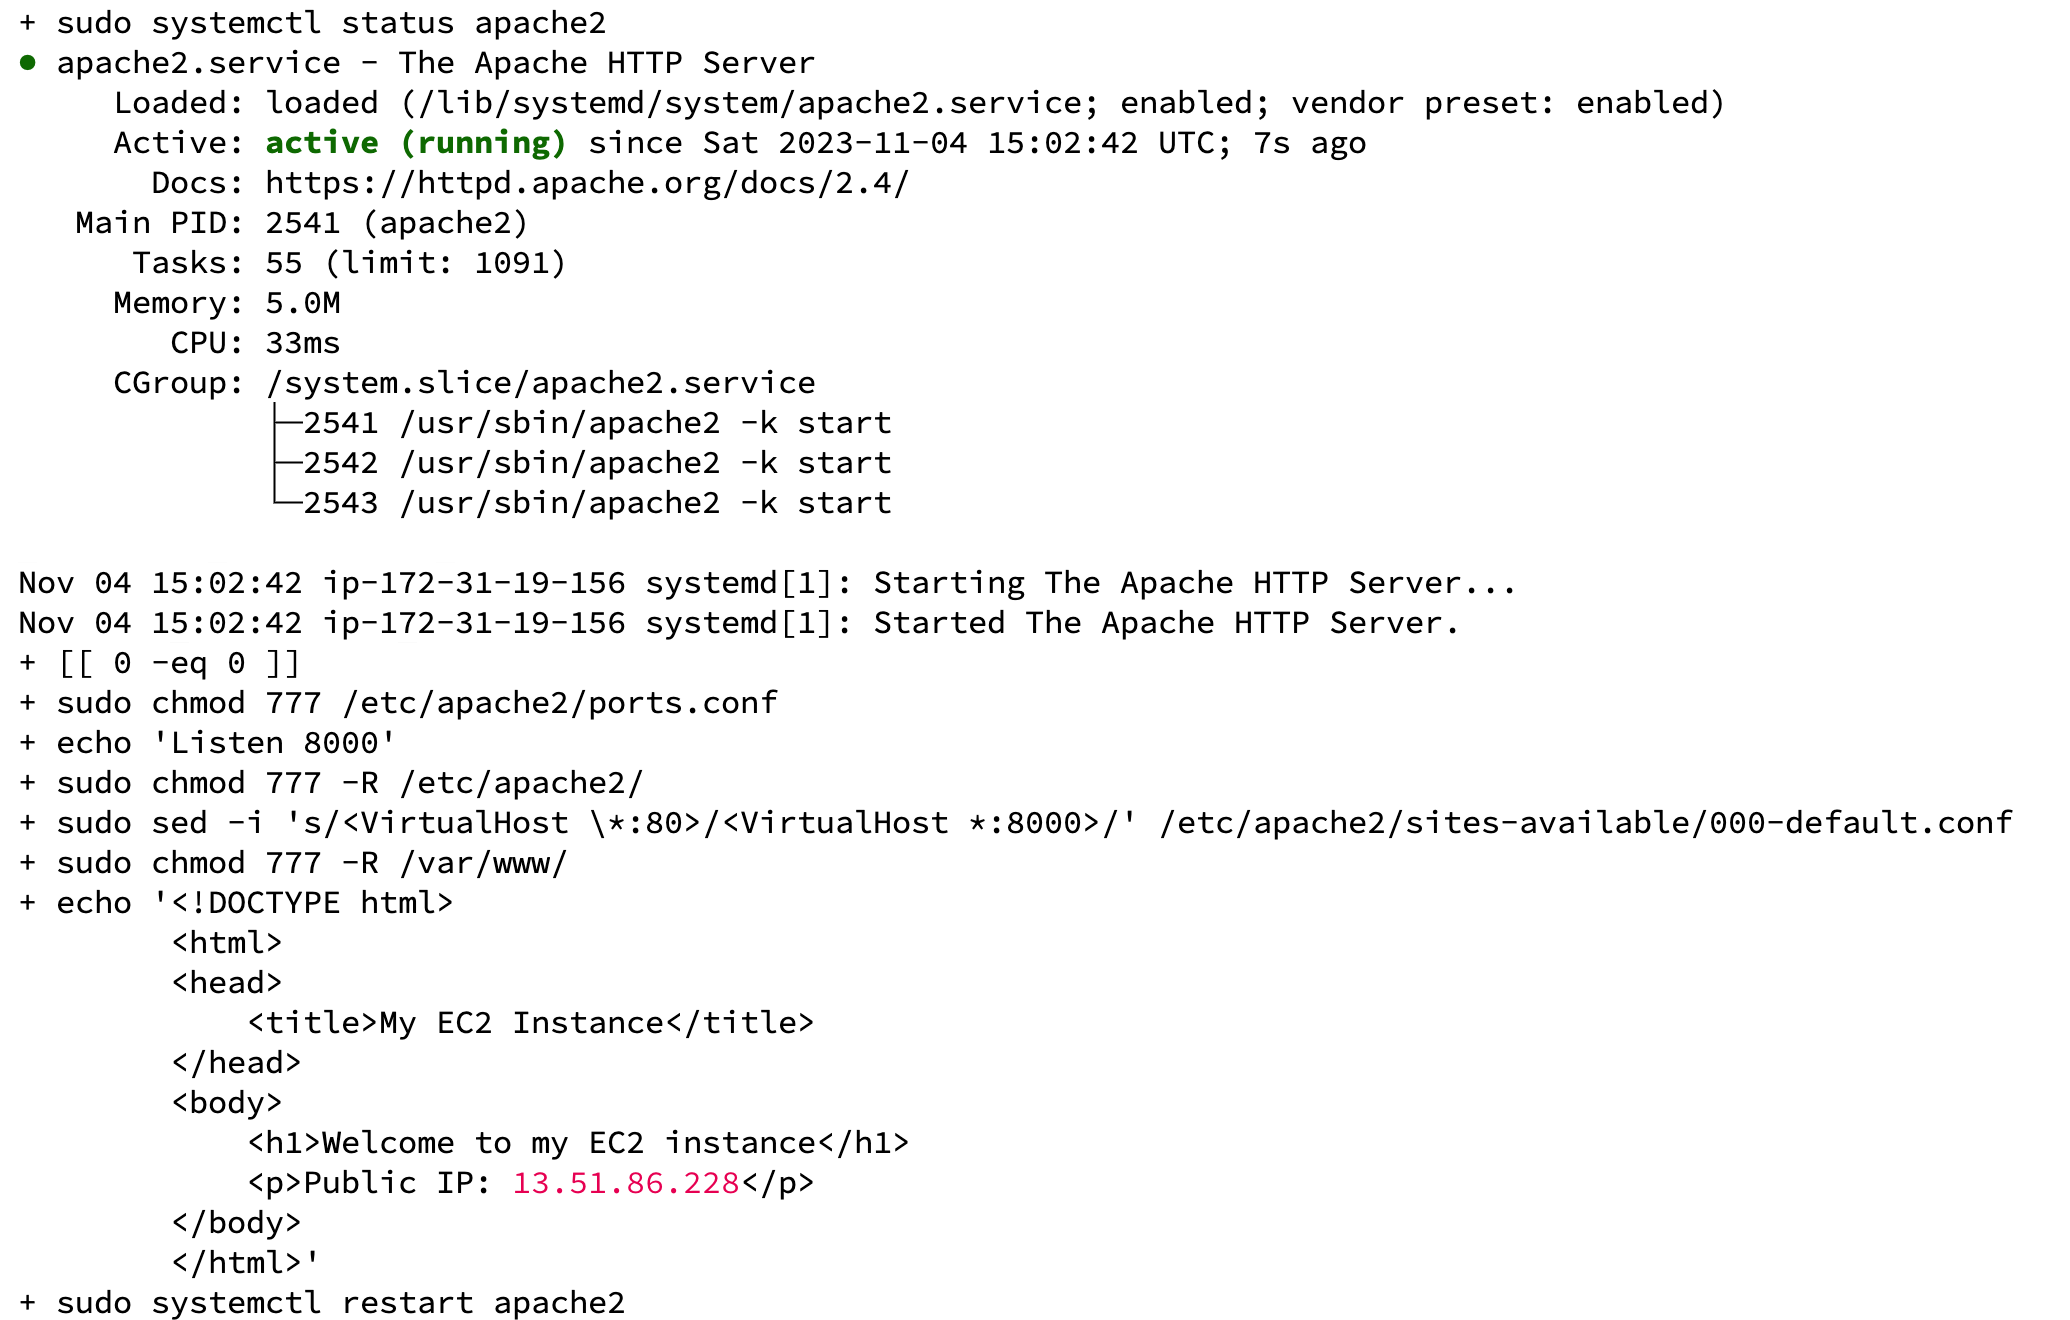 + sudo systemctl status apache2
● apache2.service - The Apache HTTP Server
     Loaded: loaded (/lib/systemd/system/apache2.service; enabled; vendor preset: enabled)
     Active: active (running) since Sat 2023-11-04 15:02:42 UTC; 7s ago
       Docs: https://httpd.apache.org/docs/2.4/
   Main PID: 2541 (apache2)
      Tasks: 55 (limit: 1091)
     Memory: 5.0M
        CPU: 33ms
     CGroup: /system.slice/apache2.service
             ├─2541 /usr/sbin/apache2 -k start
             ├─2542 /usr/sbin/apache2 -k start
             └─2543 /usr/sbin/apache2 -k start

Nov 04 15:02:42 ip-172-31-19-156 systemd[1]: Starting The Apache HTTP Server...
Nov 04 15:02:42 ip-172-31-19-156 systemd[1]: Started The Apache HTTP Server.
+ [[ 0 -eq 0 ]]
+ sudo chmod 777 /etc/apache2/ports.conf
+ echo 'Listen 8000'
+ sudo chmod 777 -R /etc/apache2/
+ sudo sed -i 's/<VirtualHost \*:80>/<VirtualHost *:8000>/' /etc/apache2/sites-available/000-default.conf
+ sudo chmod 777 -R /var/www/
+ echo '<!DOCTYPE html>
        <html>
        <head>
            <title>My EC2 Instance</title>
        </head>
        <body>
            <h1>Welcome to my EC2 instance</h1>
            <p>Public IP: 13.51.86.228</p>
        </body>
        </html>'
+ sudo systemctl restart apache2